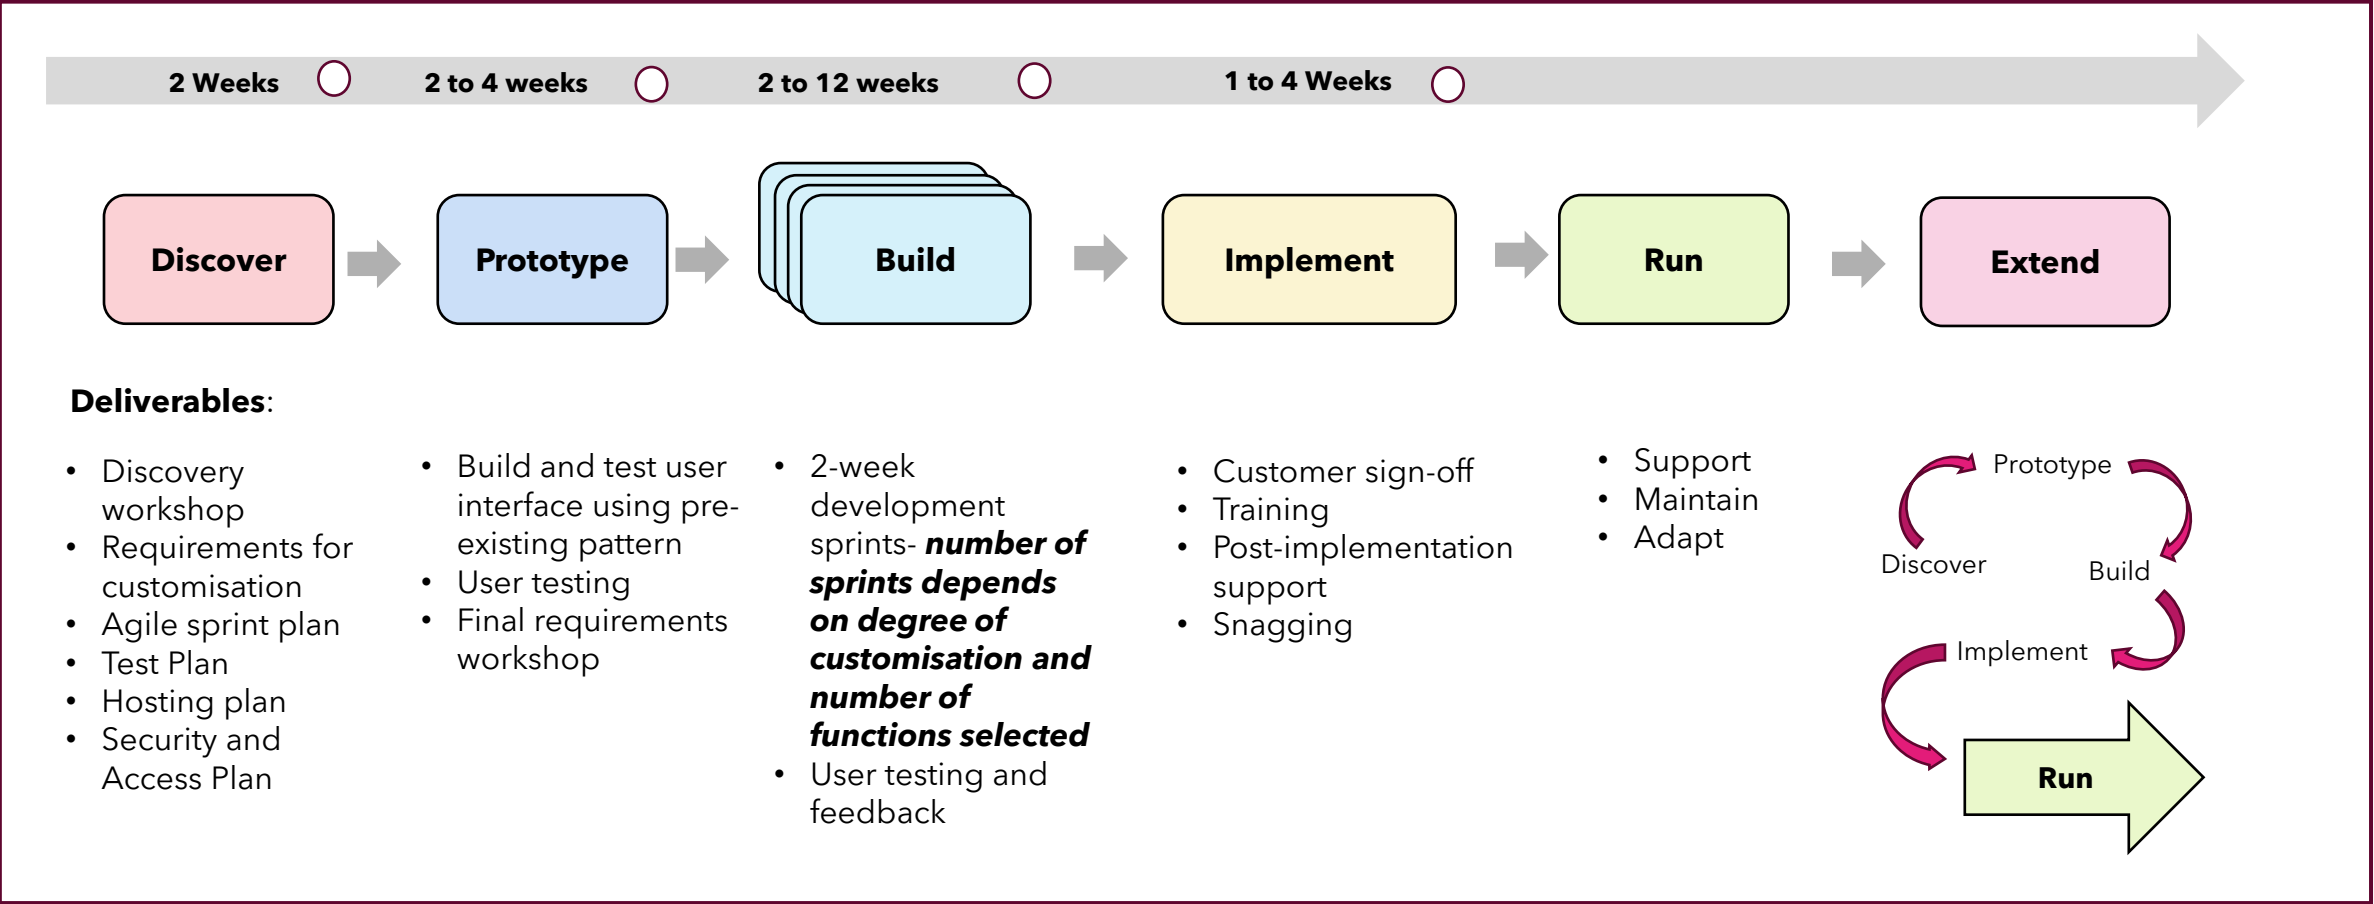 2 Weeks
2 to 4 weeks
2 to 12 weeks
1 to 4 Weeks
Discover
Prototype
Build
Implement
Run
Extend
Deliverables:
• Discovery
workshop
• Requirements for
customisation
• Agile sprint plan
• Test Plan
• Hosting plan
• Security and
Access Plan
• Build and test user
interface using pre-
existing pattern
• User testing
• Final requirements
workshop
• 2-week
development
sprints- number of
sprints depends
on degree of
customisation and
number of
functions selected
• User testing and
feedback
• Customer sign-off
• Training
• Post-implementation
support
• Snagging
• Support
• Maintain
• Adapt
Prototype
Discover
Build
Implement
Run